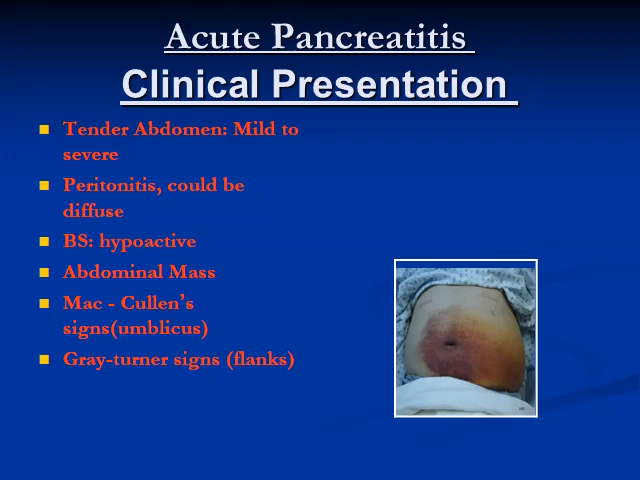 Acute Pancreatitis
Clinical Presentation
Tender Abdomen: Mild to
severe
Peritonitis, could be
diffuse
BS: hypoactive
Abdominal Mass
Mac - Cullen’s
signs(umblicus)
Gray-turner signs (flanks)